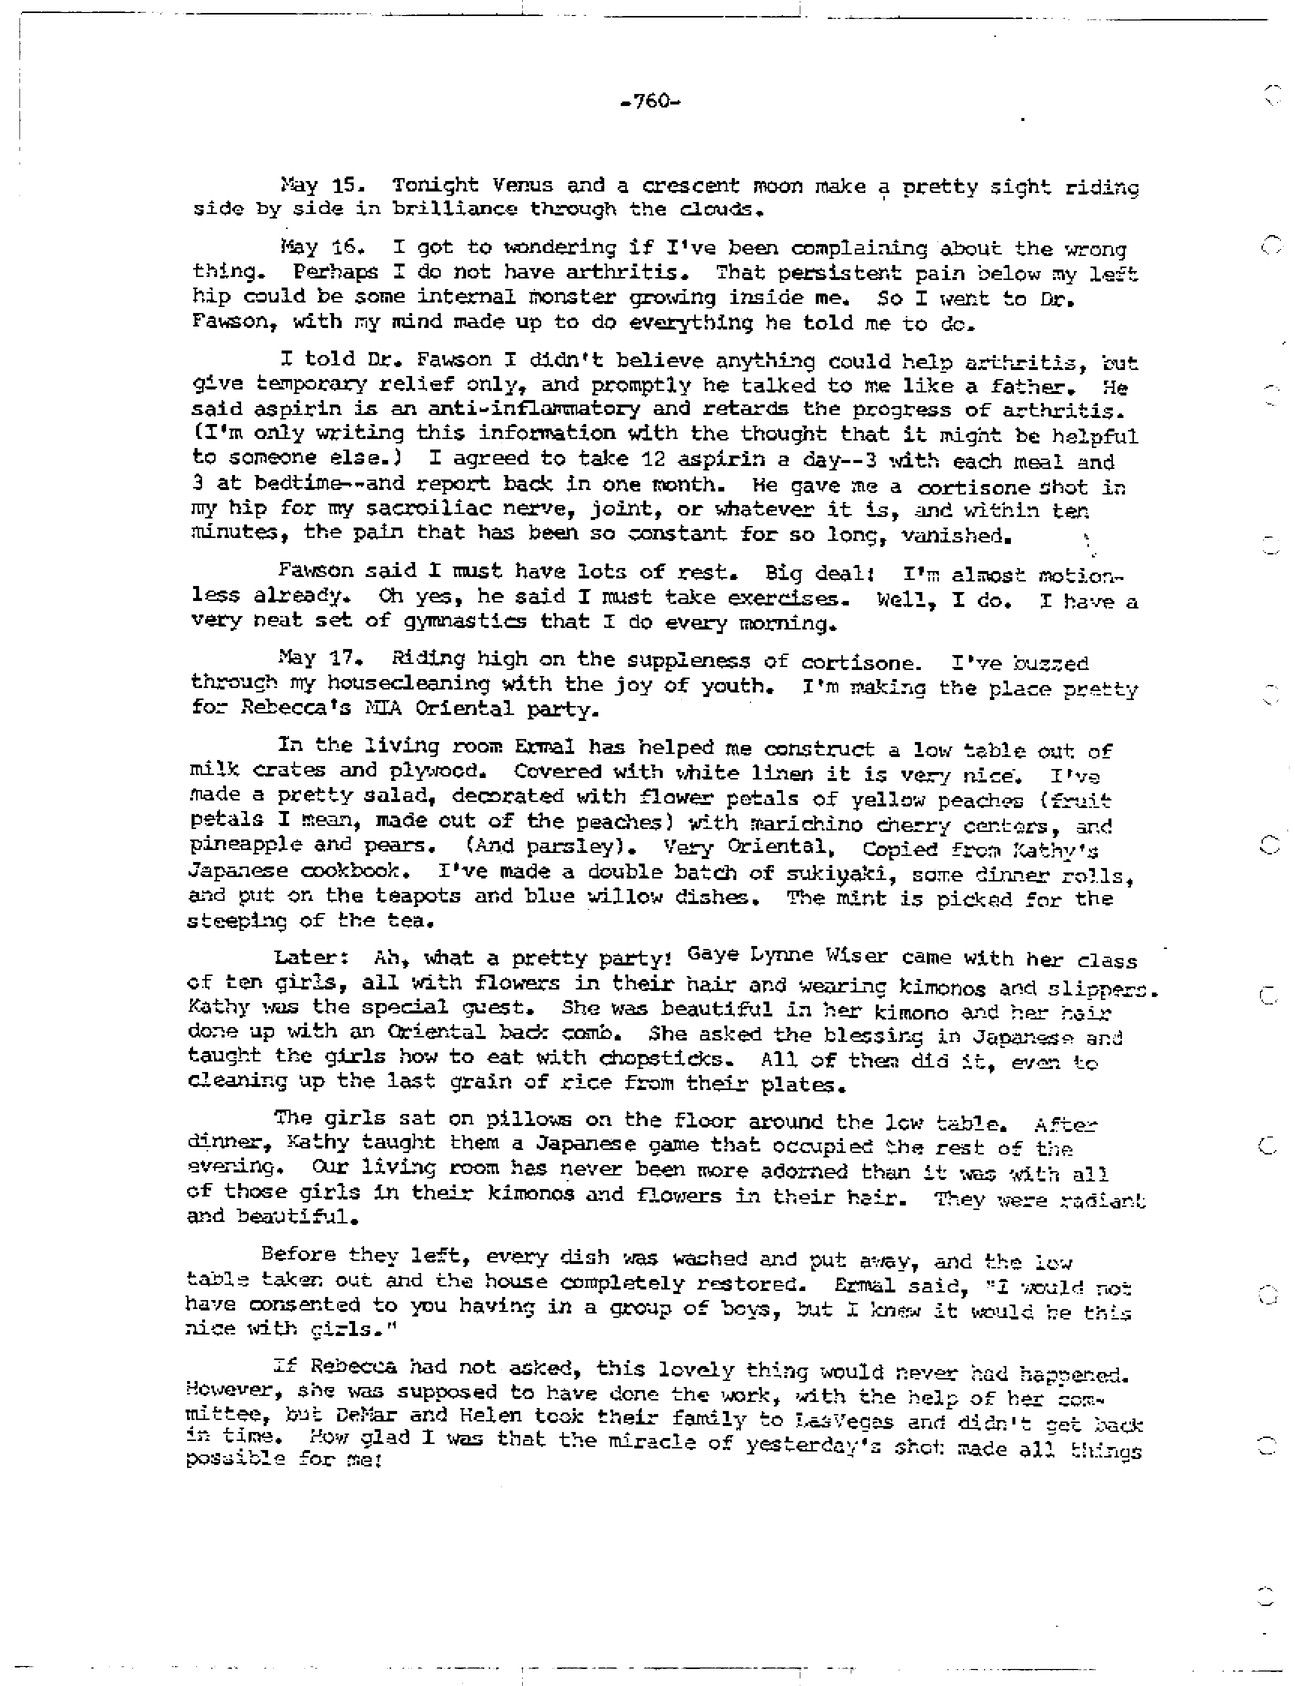 -760-
May 15. Tonight Venus and a crescent moon make a pretty sight riding
side by side in brilliance through the clouds.
May 16. I got to wondering if I've been complaining about the wrong
thing. Perhaps I do not have arthritis. That persistent pain below my left
hip could be some internal monster growing inside me. So I went to Dr.
Fawson, with my mind made up to do everything he told me to do.
I told Dr. Fawson I didn't believe anything could help arthritis, but
give temporary relief only, and promptly he talked to me like a father. He
said aspirin is an anti-inflammatory and retards the progress of arthritis.
(I'm only writing this information with the thought that it might be helpful
to someone else.) I agreed to take 12 aspirin a day--3 with each meal and
3 at bedtime--and report back in one month. He gave me a cortisone shot in
my hip for my sacroiliac nerve, joint, or whatever it is, and within ten
minutes, the pain that has been so constant for so long, vanished.
Fawson said I must have lots of rest. Big deal! I'm almost motion-
less already. Oh yes, he said I must take exercises. Well, I do. I have a
very neat set of gymnastics that I do every morning.
May 17. Riding high on the suppleness of cortisone. I've buzzed
through my housecleaning with the joy of youth. I'm making the place pretty
for Rebecca's MIA Oriental party.
In the living room Ermal has helped me construct a low table out of
milk crates and plywood. Covered with white linen it is very nice. I've
made a pretty salad, decorated with flower petals of yellow peaches (fruit
petals I mean, made out of the peaches) with marichino cherry centers, and
pineapple and pears. (And parsley). Very Oriental, Copied from Kathy's
Japanese cookbook. I've made a double batch of sukiyaki, some dinner rolls,
and put on the teapots and blue willow dishes. The mint is picked for the
steeping of the tea.
Later: Ah, what a pretty party! Gaye Lynne Wiser came with her class
of ten girls, all with flowers in their hair and wearing kimonos and slippers.
Kathy was the special guest. She was beautiful in her kimono and her hair
done up with an Oriental back comb. She asked the blessing in Japanese and
taught the girls how to eat with chopsticks. All of them did it, even to
cleaning up the last grain of rice from their plates.
The girls sat on pillows on the floor around the low table. After
dinner, Kathy taught them a Japanese game that occupied the rest of the
evening. Our living room has never been more adorned than it was with all
of those girls in their kimonos and flowers in their hair. They were radiant
and beautiful.
Before they left, every dish was wached and put away, and the low
table taken out and the house completely restored. Ermal said, "I would not
have consented to you having in a group of boys, but I knew it would be this
nice with girls."
If Rebecca had not asked, this lovely thing would never had happened.
However, she was supposed to have done the work, with the help of her com-
mittee, but DeMar and Helen took their family to LasVegas and didn't get back
in time. How glad I was that the miracle of yesterday's shot made all things
possible for me!